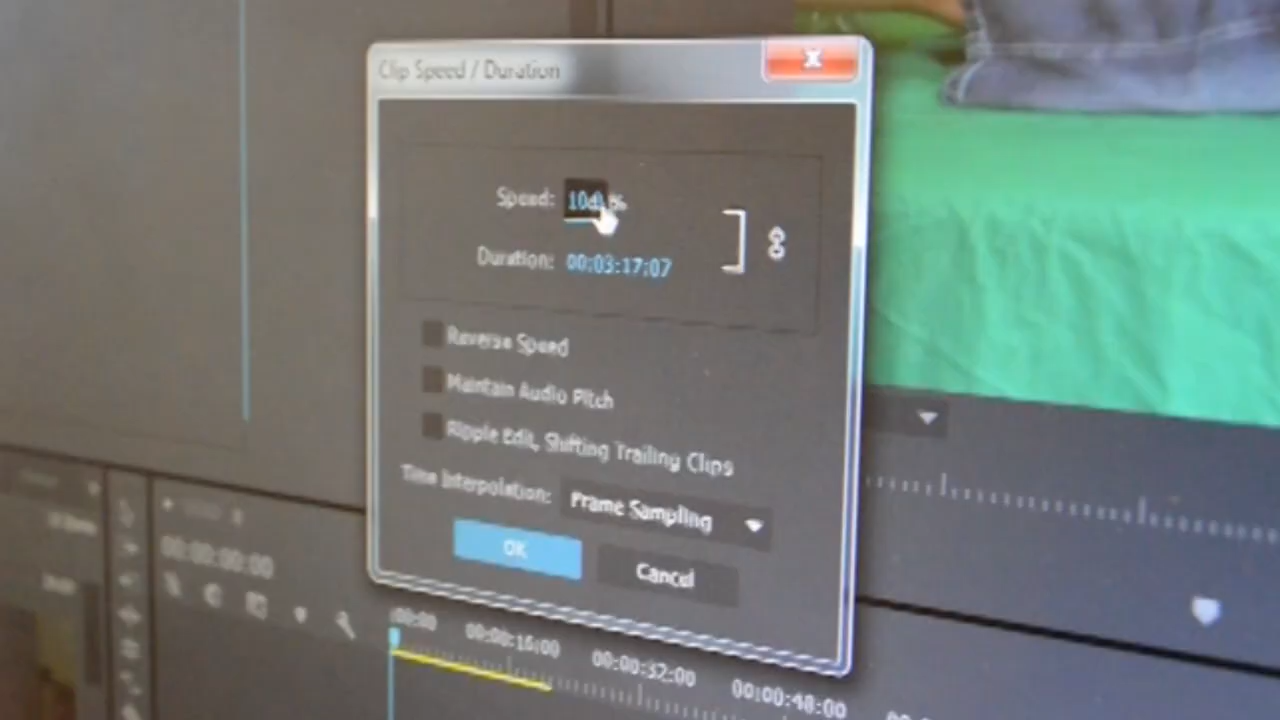 Clip Speed / Duration
Speed: 100 %
Duration: 00:03:17:07
Reverse Speed
Maintain Audio Pitch
Ripple Edit, Shifting Trailing Clips
Time Interpolation: Frame Sampling
OK Cancel
00:00:00:00
:00:00 00:00:16:00 00:00:32:00 00:00:48:00